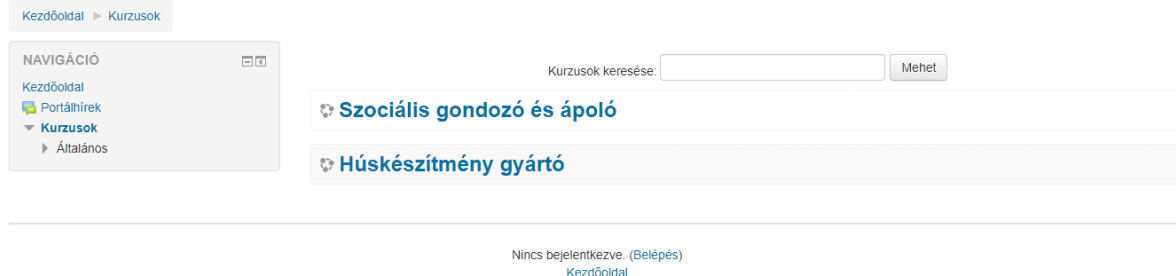 Kezdőoldal Kurzusok
NAVIGÁCIÓ
Kezdőoldal
Portálhírek
Kurzusok
Általános
Kurzusok keresése: Mehet
Szociális gondozó és ápoló
Húskészítmény gyártó
Nincs bejelentkezve. (Belépés)
Kezdőoldal